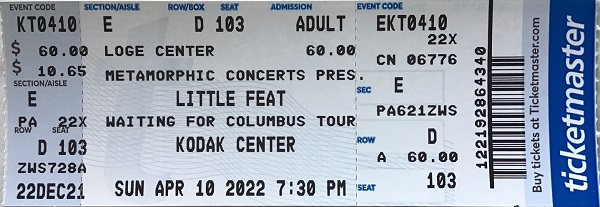 EVENT CODE SECTION/AISLE ROW/BOX SEAT ADMISSION EVENT CODE
KT0410 E D 103 ADULT EKT0410
$ 60.00 LOGE CENTER 60.00 22X
$ 10.65 METAMORPHIC CONCERTS PRES. CN 06776
SECTION/AISLE SEC E
E LITTLE FEAT
PA 22X WAITING FOR COLUMBUS TOUR PA621ZWS
ROW SEAT ROW D
D 103 KODAK CENTER A 60.00
ZWS728A
22DEC21 SUN APR 10 2022 7:30 PM SEAT 103
122192864340
Buy tickets at Ticketmaster.com
ticketmaster